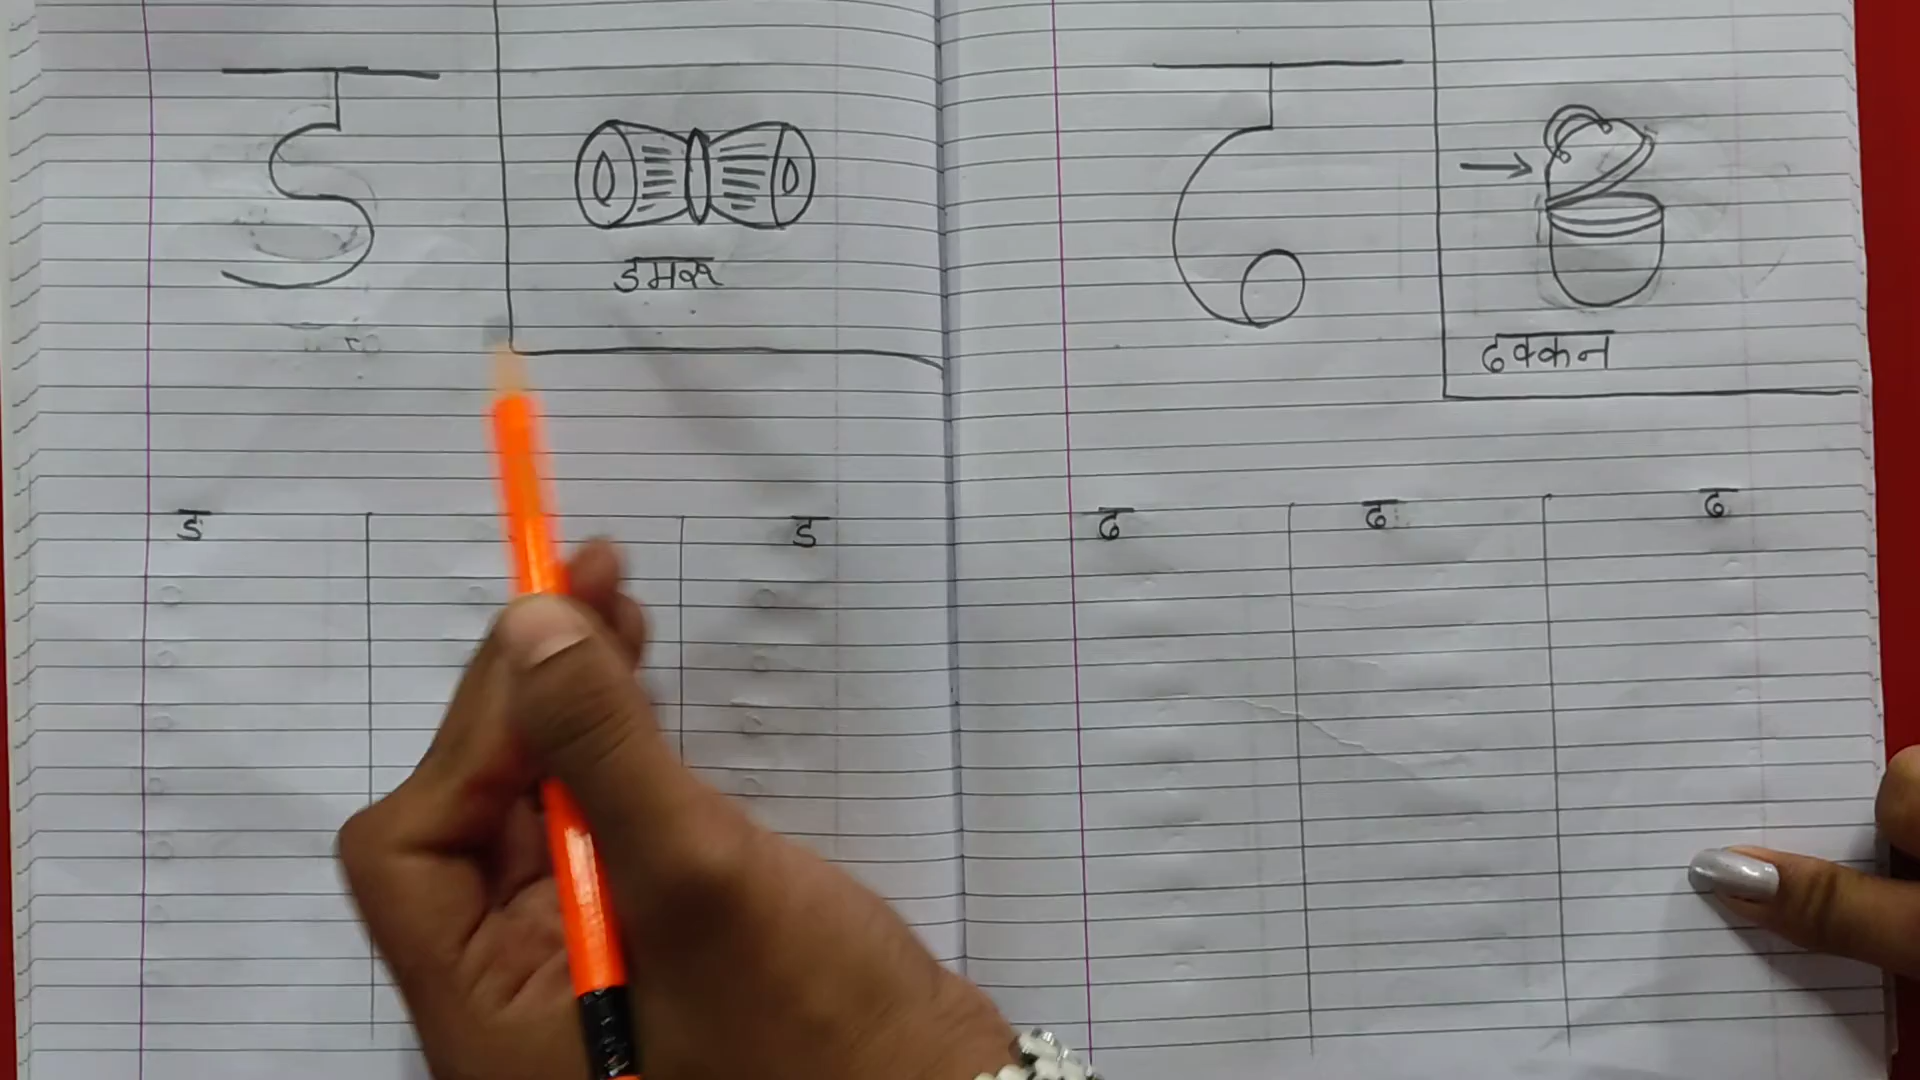 ड
डमरू
ड ड
ढ
ढक्कन
ढ ढ ढ